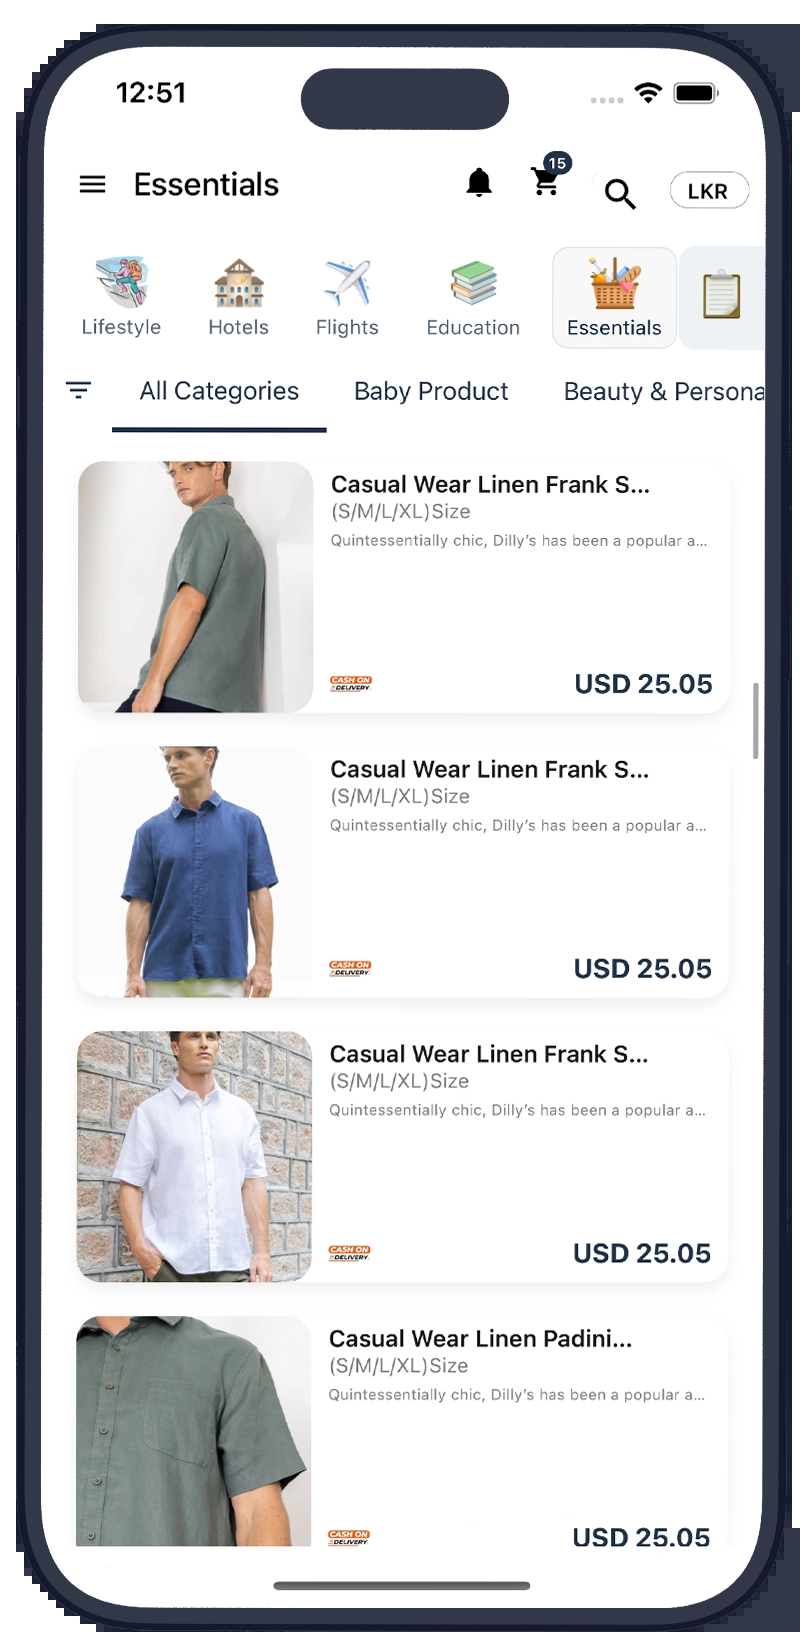 12:51
Essentials
15
LKR
Lifestyle
Hotels
Flights
Education
Essentials
All Categories
Baby Product
Beauty & Persona
Casual Wear Linen Frank S...
(S/M/L/XL)Size
Quintessentially chic, Dilly's has been a popular a...
CASH ON
DELIVERY
USD 25.05
Casual Wear Linen Frank S...
(S/M/L/XL)Size
Quintessentially chic, Dilly's has been a popular a...
CASH ON
DELIVERY
USD 25.05
Casual Wear Linen Frank S...
(S/M/L/XL)Size
Quintessentially chic, Dilly's has been a popular a...
CASH ON
DELIVERY
USD 25.05
Casual Wear Linen Padini...
(S/M/L/XL)Size
Quintessentially chic, Dilly's has been a popular a...
CASH ON
DELIVERY
USD 25.05